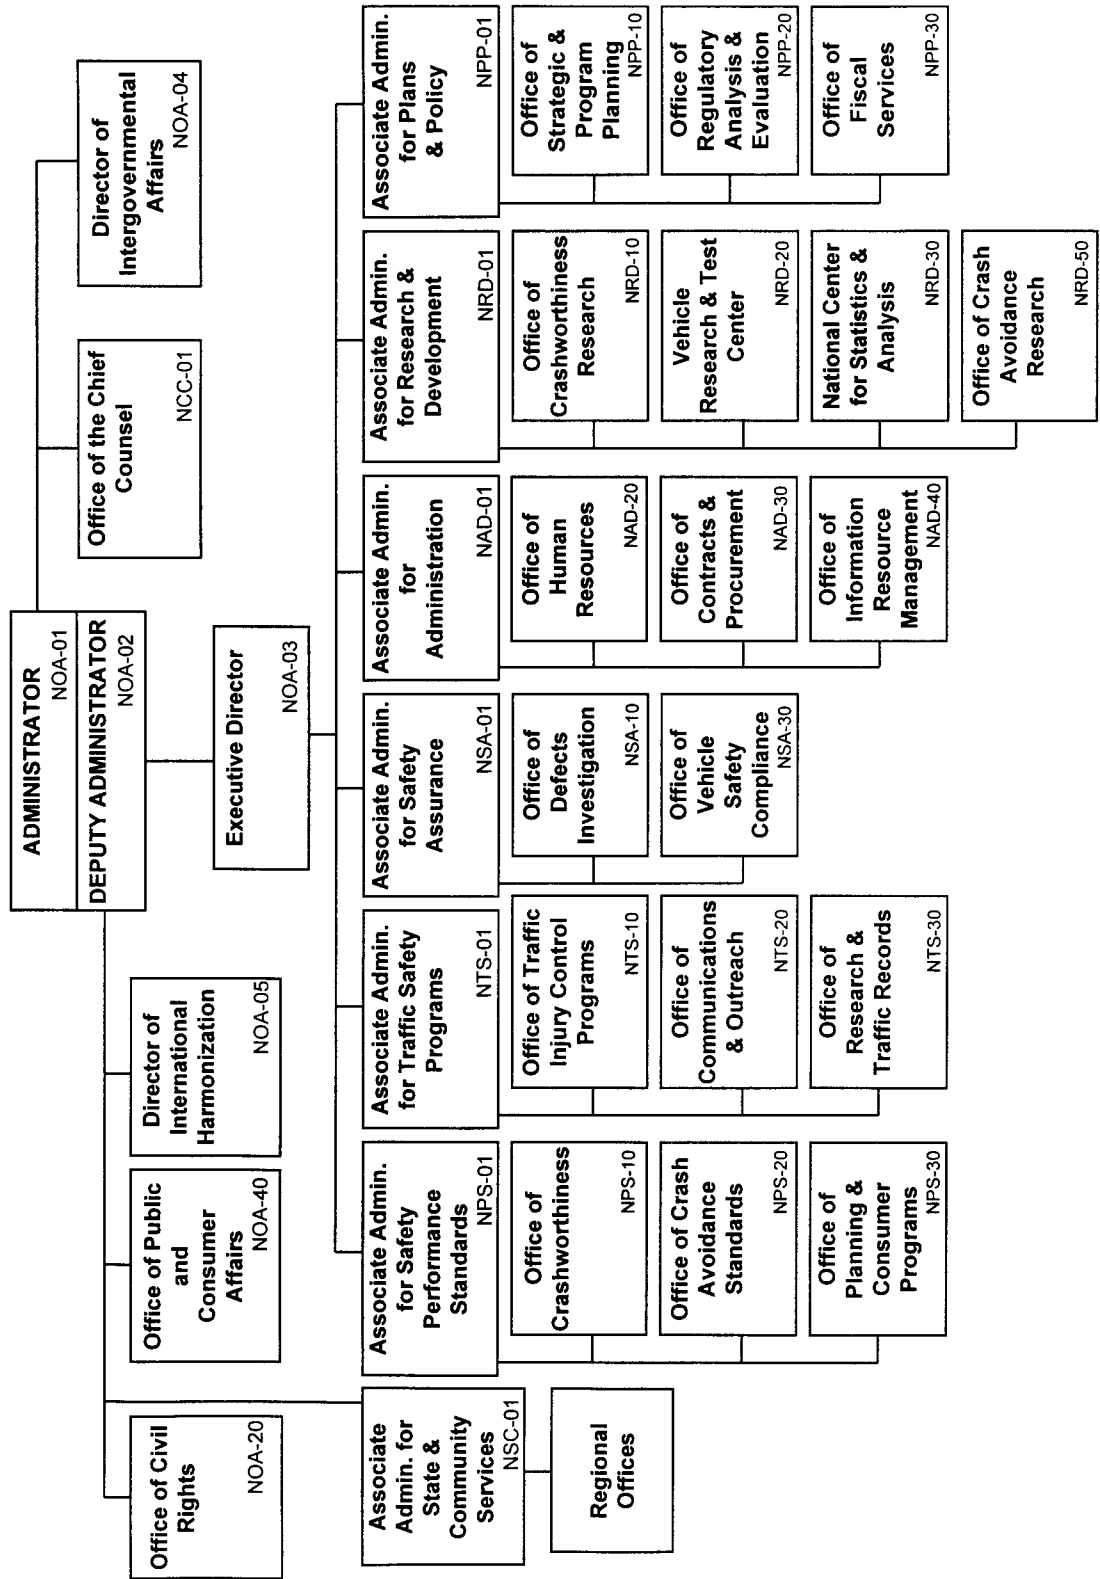 ADMINISTRATOR
NOA-01
DEPUTY ADMINISTRATOR
NOA-02
Office of Civil
Rights
NOA-20
Office of Public
and
Consumer
Affairs
NOA-40
Director of
International
Harmonization
NOA-05
Office of the Chief
Counsel
NCC-01
Director of
Intergovernmental
Affairs
NOA-04
Executive Director
NOA-03
Associate
Admin. for
State &
Community
Services
NSC-01
Regional
Offices
Associate Admin.
for Safety
Performance
Standards
NPS-01
Office of
Crashworthiness
NPS-10
Office of Crash
Avoidance
Standards
NPS-20
Office of
Planning &
Consumer
Programs
NPS-30
Associate Admin.
for Traffic Safety
Programs
NTS-01
Office of Traffic
Injury Control
Programs
NTS-10
Office of
Communications
& Outreach
NTS-20
Office of
Research &
Traffic Records
NTS-30
Associate Admin.
for Safety
Assurance
NSA-01
Office of
Defects
Investigation
NSA-10
Office of
Vehicle
Safety
Compliance
NSA-30
Associate Admin.
for
Administration
NAD-01
Office of
Human
Resources
NAD-20
Office of
Contracts &
Procurement
NAD-30
Office of
Information
Resource
Management
NAD-40
Associate Admin.
for Research &
Development
NRD-01
Office of
Crashworthiness
Research
NRD-10
Vehicle
Research & Test
Center
NRD-20
National Center
for Statistics &
Analysis
NRD-30
Office of Crash
Avoidance
Research
NRD-50
Associate Admin.
for Plans
& Policy
NPP-01
Office of
Strategic &
Program
Planning
NPP-10
Office of
Regulatory
Analysis &
Evaluation
NPP-20
Office of
Fiscal
Services
NPP-30